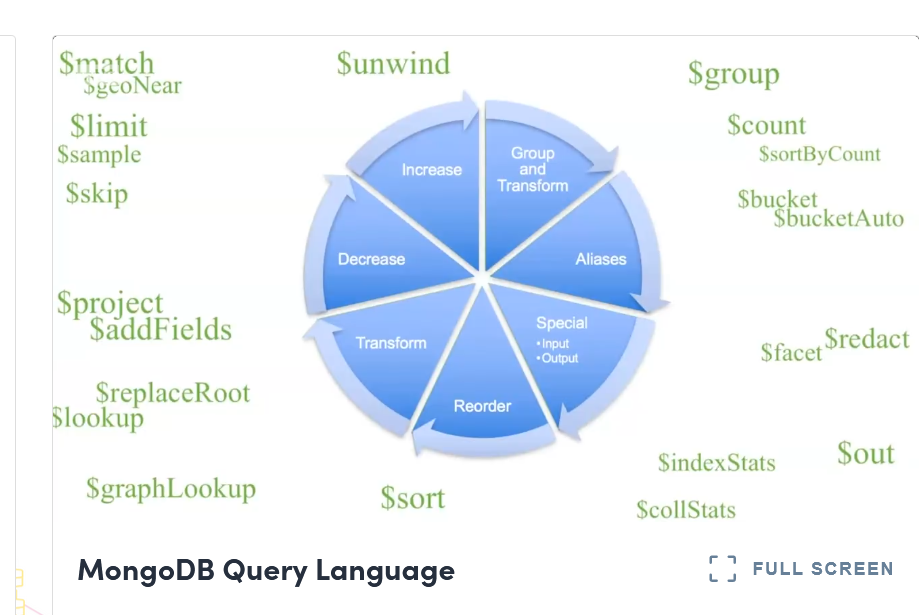 $match
$geoNear
$limit
$sample
$skip
$project
$addFields
$replaceRoot
$lookup
$graphLookup
$unwind
Increase
Group
and
Transform
Decrease
Aliases
Transform
Special
•Input
•Output
Reorder
$sort
$group
$count
$sortByCount
$bucket
$bucketAuto
$redact
$facet
$out
$indexStats
$collStats
MongoDB Query Language
FULL SCREEN